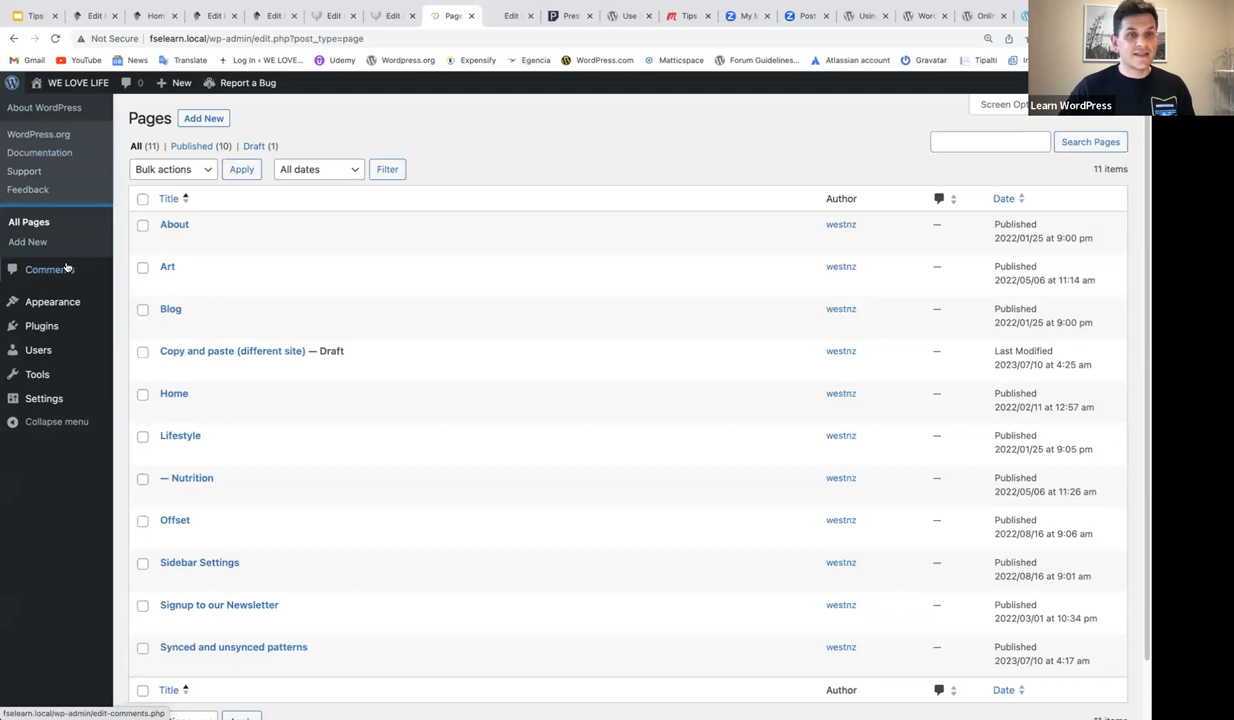 Tips
Edit
Hom
Edit
Edit
Edit
Edit
Page
Edit
Pres
Use
Tips
My
Post
Usin
Word
Onlin
Not Secure
fselearn.local/wp-admin/edit.php?post_type=page
Gmail
YouTube
News
Translate
Log In ‹ WE LOVE...
Udemy
Wordpress.org
Expensify
Egencia
WordPress.com
Matticspace
Forum Guidelines...
Atlassian account
Gravatar
Tipalti
WE LOVE LIFE
0
+ New
Report a Bug
Learn WordPress
About WordPress
WordPress.org
Documentation
Support
Feedback
All Pages
Add New
Comments
Appearance
Plugins
Users
Tools
Settings
Collapse menu
Pages
Add New
Screen Opt
All (11) | Published (10) | Draft (1)
Search Pages
Bulk actions
Apply
All dates
Filter
11 items
Title
Author
Date
About
westnz
—
Published
2022/01/25 at 9:00 pm
Art
westnz
—
Published
2022/05/06 at 11:14 am
Blog
westnz
—
Published
2022/01/25 at 9:00 pm
Copy and paste (different site) — Draft
westnz
—
Last Modified
2023/07/10 at 4:25 am
Home
westnz
—
Published
2022/02/11 at 12:57 am
Lifestyle
westnz
—
Published
2022/01/25 at 9:05 pm
— Nutrition
westnz
—
Published
2022/05/06 at 11:26 am
Offset
westnz
—
Published
2022/08/16 at 9:06 am
Sidebar Settings
westnz
—
Published
2022/08/16 at 9:01 am
Signup to our Newsletter
westnz
—
Published
2022/03/01 at 10:34 pm
Synced and unsynced patterns
westnz
—
Published
2023/07/10 at 4:17 am
Title
Author
Date
fselearn.local/wp-admin/edit-comments.php